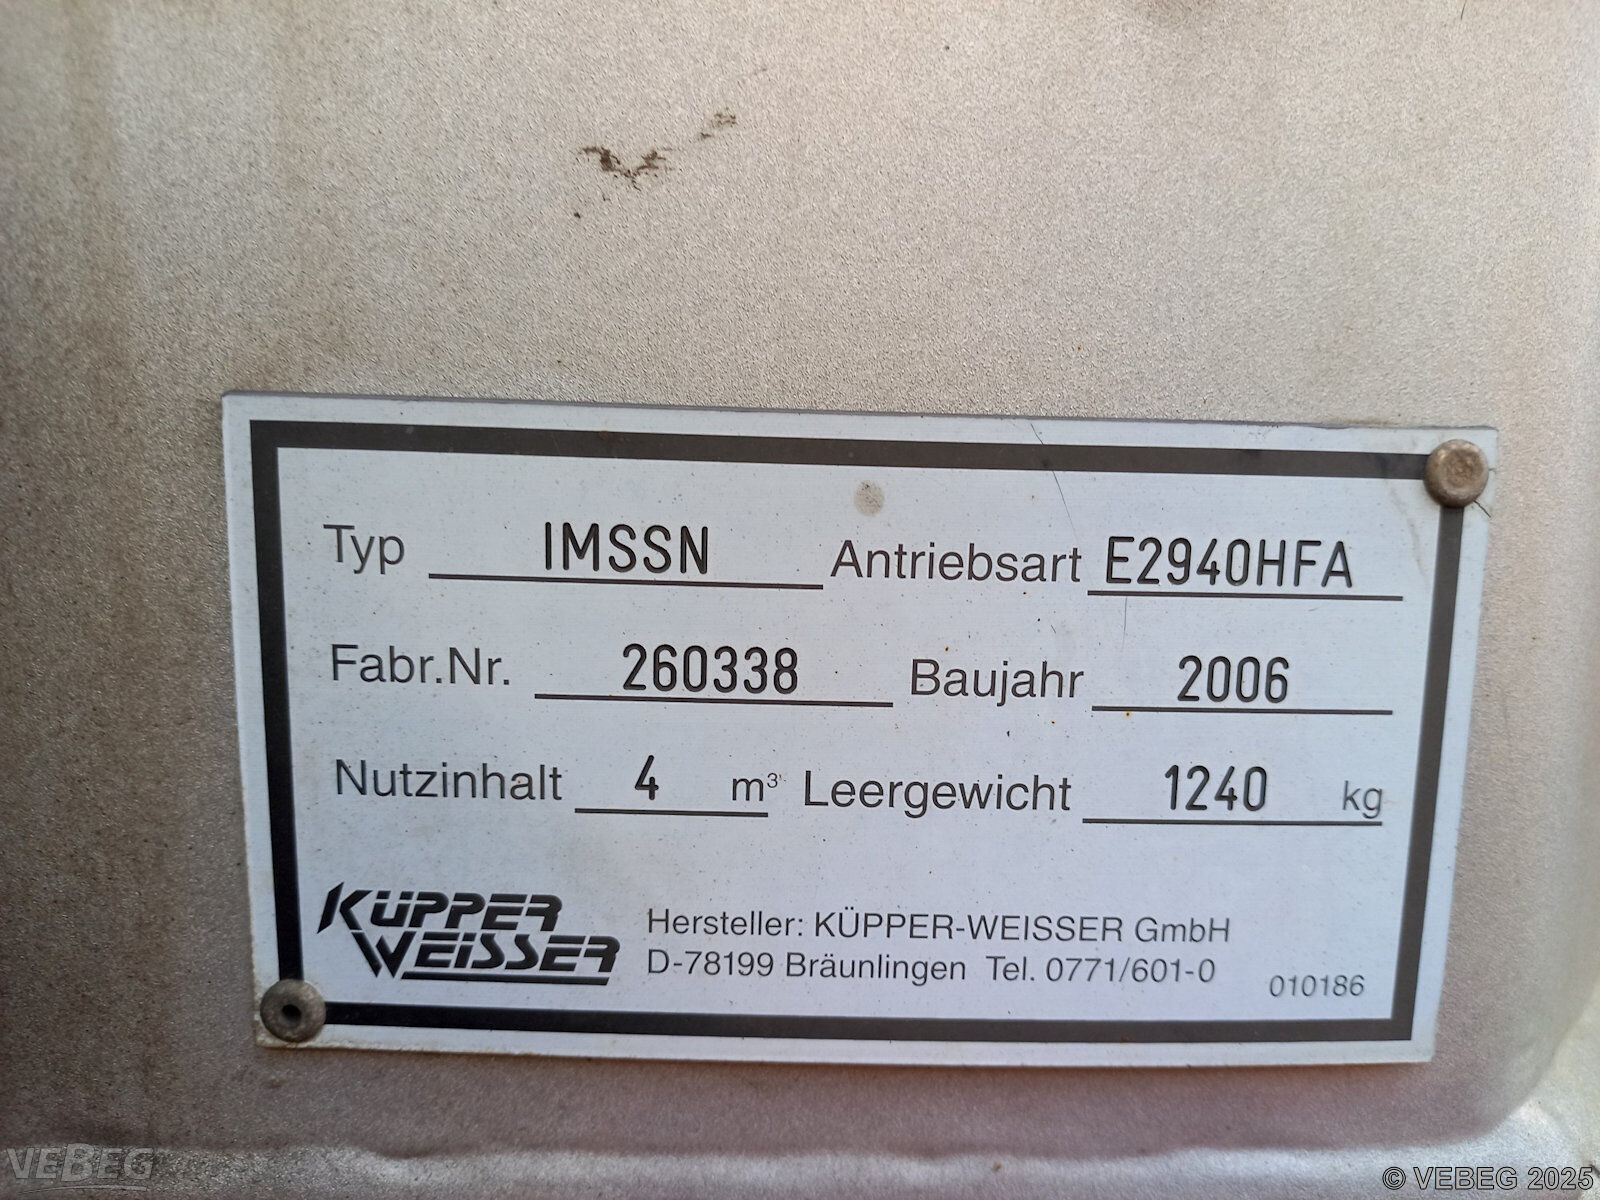 Typ IMSSN Antriebsart E2940HFA
Fabr.Nr. 260338 Baujahr 2006
Nutzinhalt 4 m³ Leergewicht 1240 kg
KÜPPER
WEISSER
Hersteller: KÜPPER-WEISSER GmbH
D-78199 Bräunlingen Tel. 0771/601-0
010186
VEBEG
© VEBEG 2025